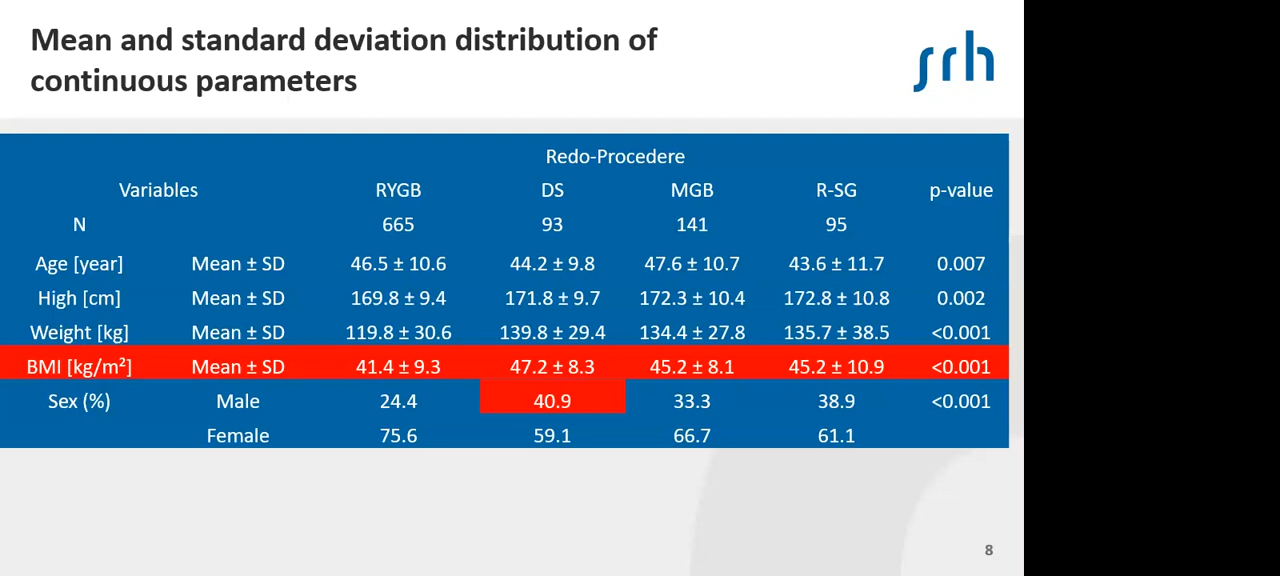 Mean and standard deviation distribution of
continuous parameters
srh
Redo-Procedere
Variables RYGB DS MGB R-SG p-value
N 665 93 141 95
Age [year] Mean ± SD 46.5 ± 10.6 44.2 ± 9.8 47.6 ± 10.7 43.6 ± 11.7 0.007
High [cm] Mean ± SD 169.8 ± 9.4 171.8 ± 9.7 172.3 ± 10.4 172.8 ± 10.8 0.002
Weight [kg] Mean ± SD 119.8 ± 30.6 139.8 ± 29.4 134.4 ± 27.8 135.7 ± 38.5 <0.001
BMI [kg/m²] Mean ± SD 41.4 ± 9.3 47.2 ± 8.3 45.2 ± 8.1 45.2 ± 10.9 <0.001
Sex (%) Male 24.4 40.9 33.3 38.9 <0.001
Female 75.6 59.1 66.7 61.1
8